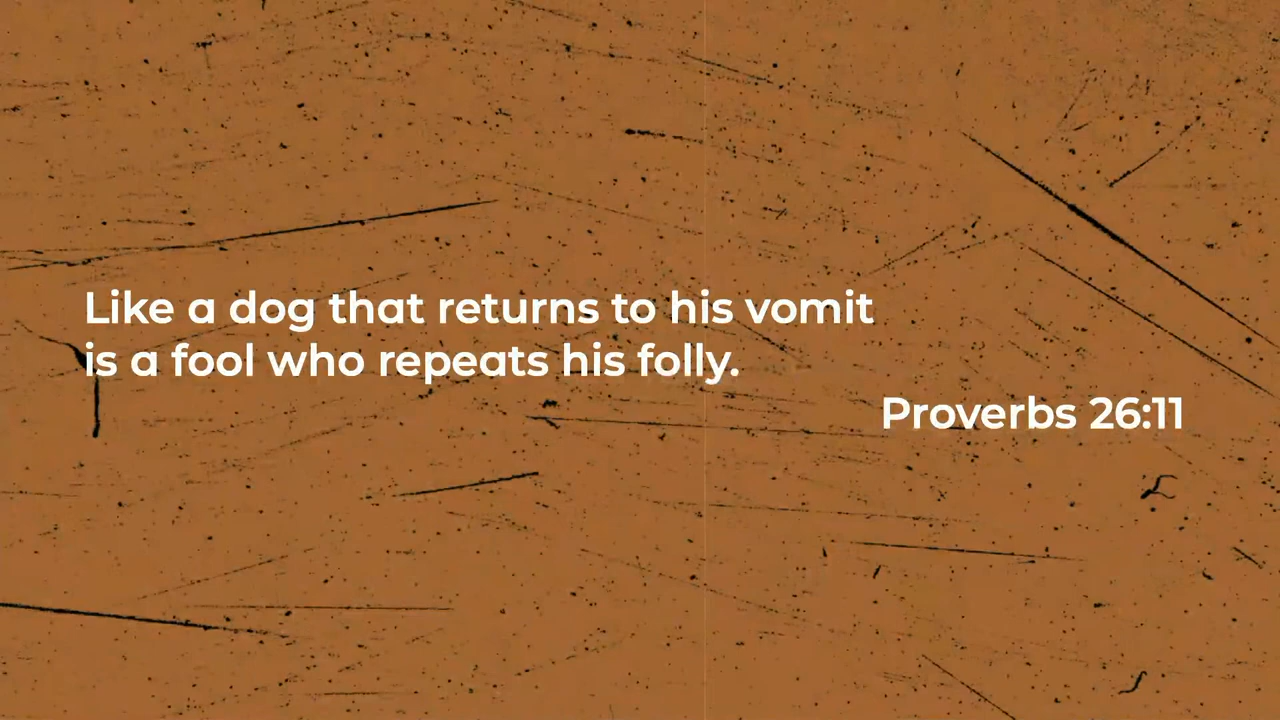 Like a dog that returns to his vomit
is a fool who repeats his folly.
Proverbs 26:11